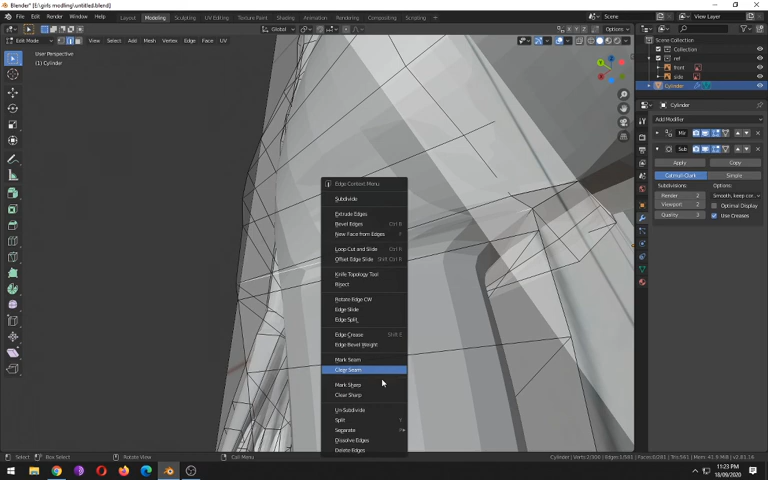 Blender* [E:\girls modling\untitled.blend]
File Edit Render Window Help Layout Modeling Sculpting UV Editing Texture Paint Shading Animation Rendering Compositing Scripting + Scene View Layer
Global Options
Edit Mode View Select Add Mesh Vertex Edge Face UV
User Perspective
(1) Cylinder
Scene Collection
Collection
ref
front
side
Cylinder
Cylinder
Add Modifier
Mir
Sub
Apply Copy
Catmull-Clark Simple
Subdivisions: Options:
Render 2 Smooth, keep cor...
Viewport 2 Optimal Display
Quality 3 Use Creases
Edge Context Menu
Subdivide
Extrude Edges
Bevel Edges Ctrl B
New Face from Edges F
Loop Cut and Slide Ctrl R
Offset Edge Slide Shift Ctrl R
Knife Topology Tool
Bisect
Rotate Edge CW
Edge Slide
Edge Split
Edge Crease Shift E
Edge Bevel Weight
Mark Seam
Clear Seam
Mark Sharp
Clear Sharp
Un-Subdivide
Split Y
Separate
Dissolve Edges
Delete Edges
Select Box Select Rotate View Call Menu
11:23 PM
18/09/2020